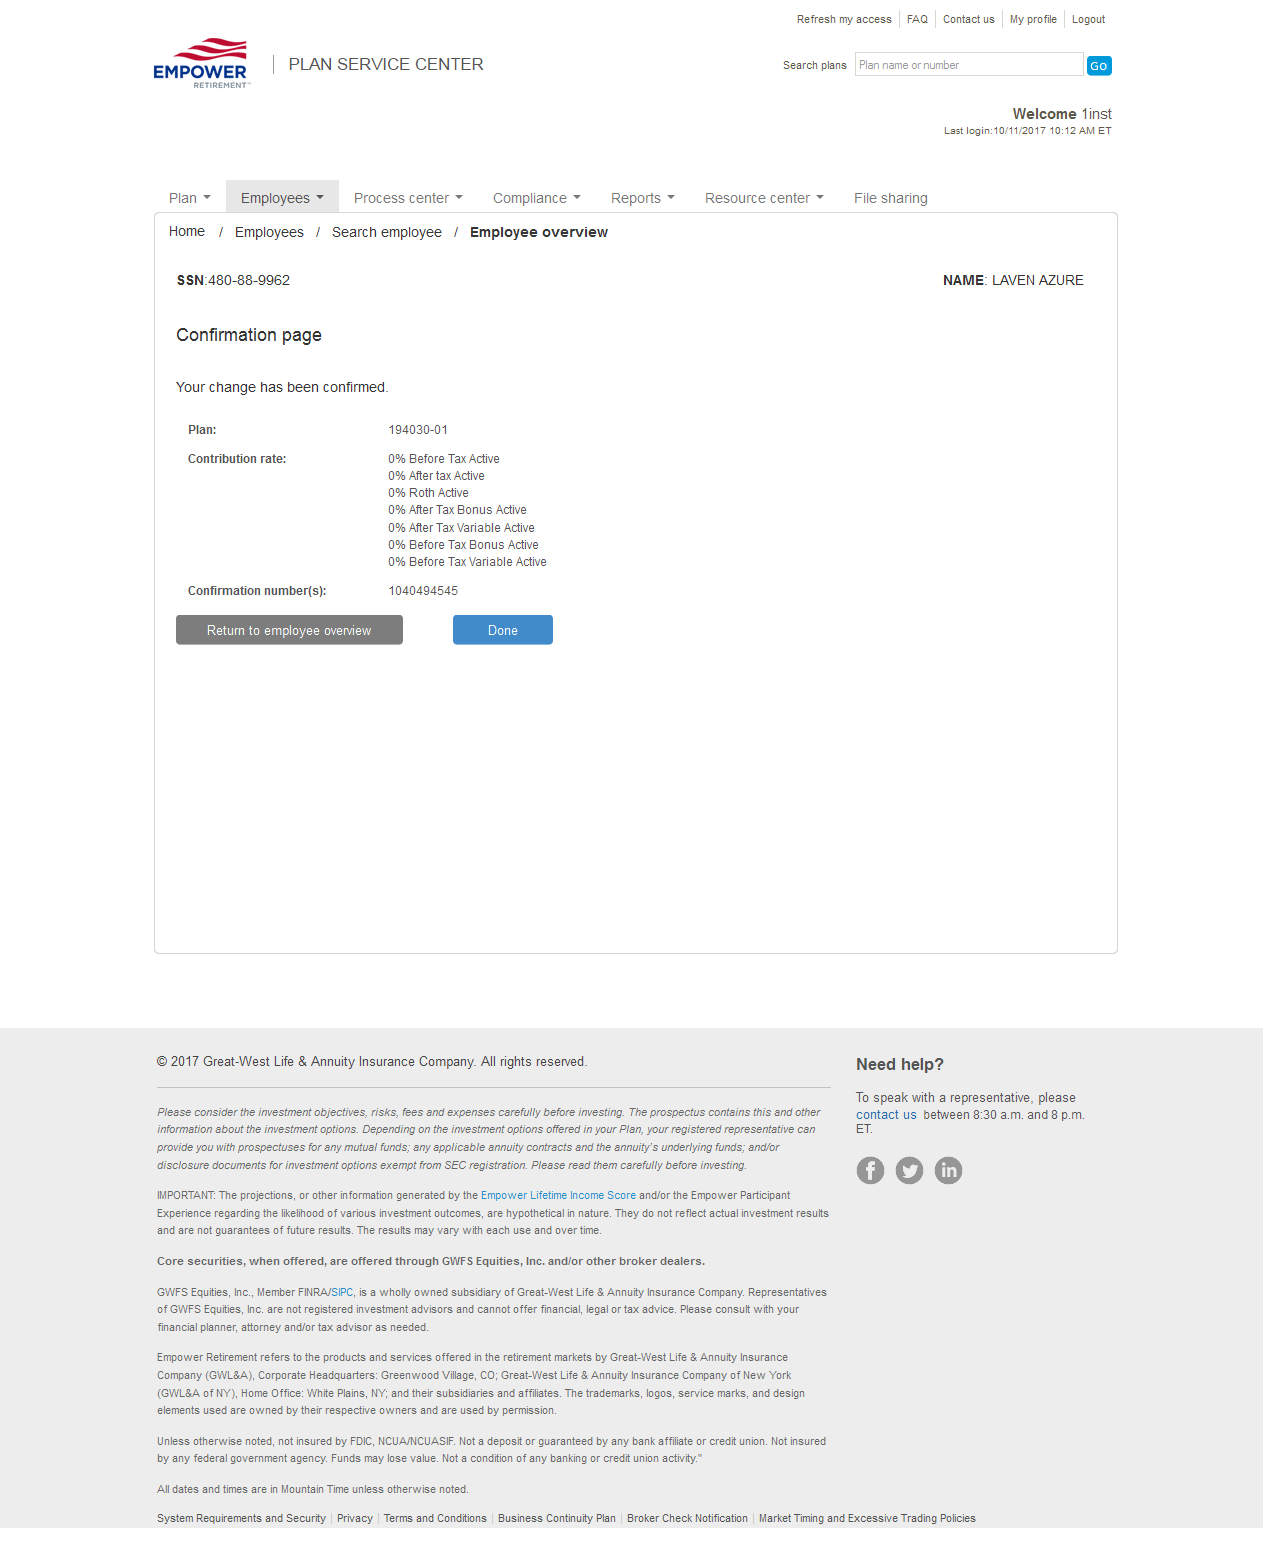 Refresh my access FAQ Contact us My profile Logout
EMPOWER
RETIREMENT™
PLAN SERVICE CENTER
Search plans Plan name or number Go
Welcome 1inst
Last login:10/11/2017 10:12 AM ET
Plan Employees Process center Compliance Reports Resource center File sharing
Home / Employees / Search employee / Employee overview
SSN:480-88-9962 NAME: LAVEN AZURE
Confirmation page
Your change has been confirmed.
Plan: 194030-01
Contribution rate: 0% Before Tax Active
0% After tax Active
0% Roth Active
0% After Tax Bonus Active
0% After Tax Variable Active
0% Before Tax Bonus Active
0% Before Tax Variable Active
Confirmation number(s): 1040494545
Return to employee overview Done
© 2017 Great-West Life & Annuity Insurance Company. All rights reserved.
Please consider the investment objectives, risks, fees and expenses carefully before investing. The prospectus contains this and other
information about the investment options. Depending on the investment options offered in your Plan, your registered representative can
provide you with prospectuses for any mutual funds; any applicable annuity contracts and the annuity's underlying funds; and/or
disclosure documents for investment options exempt from SEC registration. Please read them carefully before investing.
IMPORTANT: The projections, or other information generated by the Empower Lifetime Income Score and/or the Empower Participant
Experience regarding the likelihood of various investment outcomes, are hypothetical in nature. They do not reflect actual investment results
and are not guarantees of future results. The results may vary with each use and over time.
Core securities, when offered, are offered through GWFS Equities, Inc. and/or other broker dealers.
GWFS Equities, Inc., Member FINRA/SIPC, is a wholly owned subsidiary of Great-West Life & Annuity Insurance Company. Representatives
of GWFS Equities, Inc. are not registered investment advisors and cannot offer financial, legal or tax advice. Please consult with your
financial planner, attorney and/or tax advisor as needed.
Empower Retirement refers to the products and services offered in the retirement markets by Great-West Life & Annuity Insurance
Company (GWL&A), Corporate Headquarters: Greenwood Village, CO; Great-West Life & Annuity Insurance Company of New York
(GWL&A of NY), Home Office: White Plains, NY; and their subsidiaries and affiliates. The trademarks, logos, service marks, and design
elements used are owned by their respective owners and are used by permission.
Unless otherwise noted, not insured by FDIC, NCUA/NCUASIF. Not a deposit or guaranteed by any bank affiliate or credit union. Not insured
by any federal government agency. Funds may lose value. Not a condition of any banking or credit union activity."
All dates and times are in Mountain Time unless otherwise noted.
Need help?
To speak with a representative, please
contact us between 8:30 a.m. and 8 p.m.
ET.
System Requirements and Security Privacy Terms and Conditions Business Continuity Plan Broker Check Notification Market Timing and Excessive Trading Policies